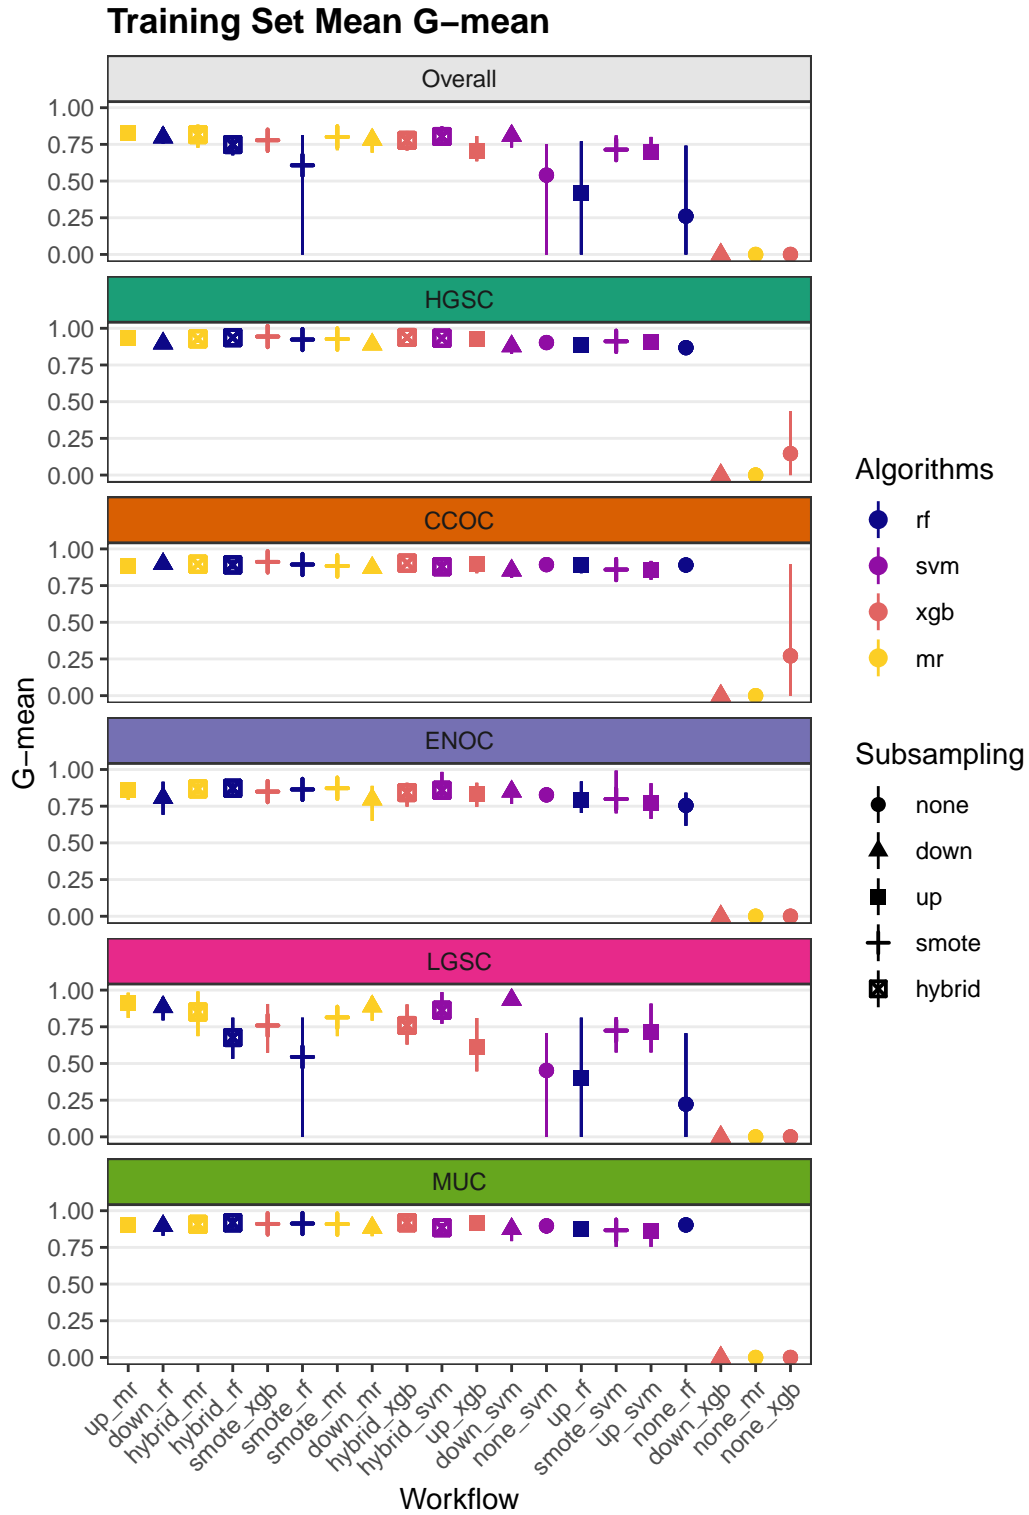 Training Set Mean G−mean
Overall
1.00
0.75
0.50
0.25
0.00
HGSC
1.00
0.75
0.50
0.25
0.00
CCOC
1.00
0.75
0.50
0.25
0.00
ENOC
1.00
0.75
0.50
0.25
0.00
LGSC
1.00
0.75
0.50
0.25
0.00
MUC
1.00
0.75
0.50
0.25
0.00
G−mean
up_mr
down_rf
hybrid_mr
hybrid_rf
smote_xgb
smote_rf
smote_mr
down_mr
hybrid_xgb
hybrid_svm
up_xgb
down_svm
none_svm
up_rf
smote_svm
up_svm
none_rf
down_xgb
none_mr
none_xgb
Workflow
Algorithms
rf
svm
xgb
mr
Subsampling
none
down
up
smote
hybrid